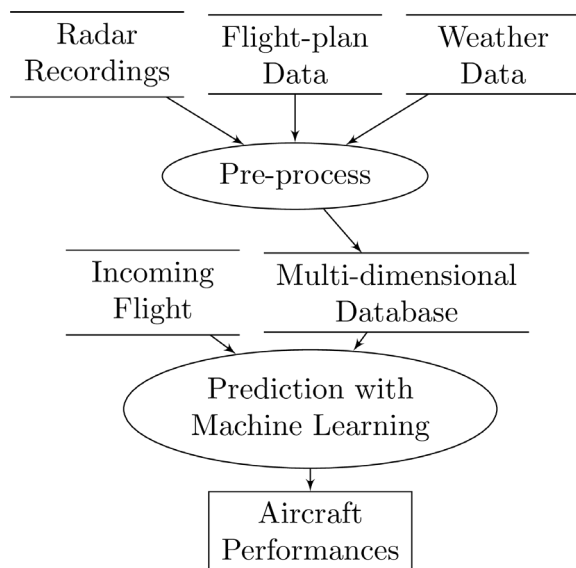 Radar
Recordings
Flight-plan
Data
Weather
Data
Pre-process
Incoming
Flight
Multi-dimensional
Database
Prediction with
Machine Learning
Aircraft
Performances